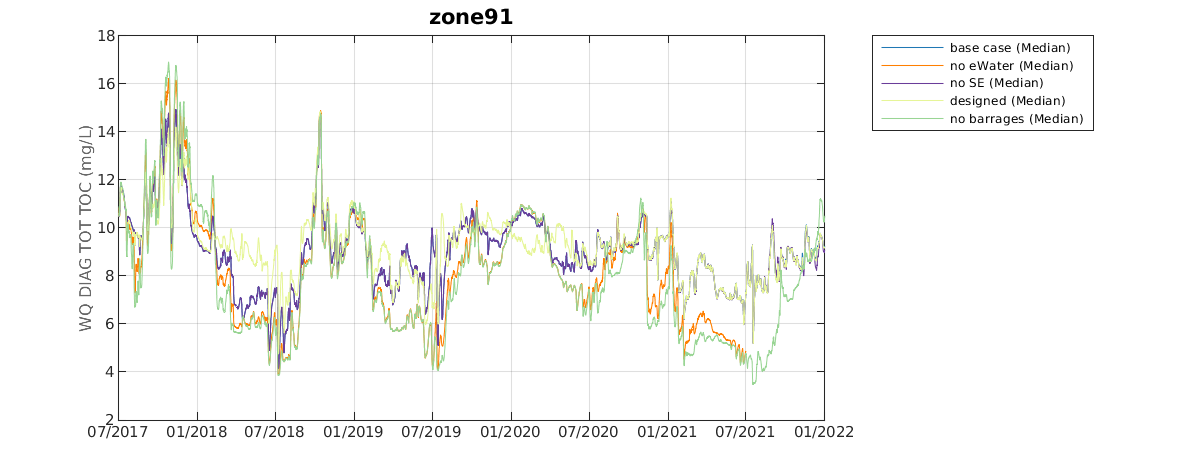 zone91
WQ DIAG TOT TOC (mg/L)
18
16
14
12
10
8
6
4
2
07/2017 01/2018 07/2018 01/2019 07/2019 01/2020 07/2020 01/2021 07/2021 01/2022
base case (Median)
no eWater (Median)
no SE (Median)
designed (Median)
no barrages (Median)